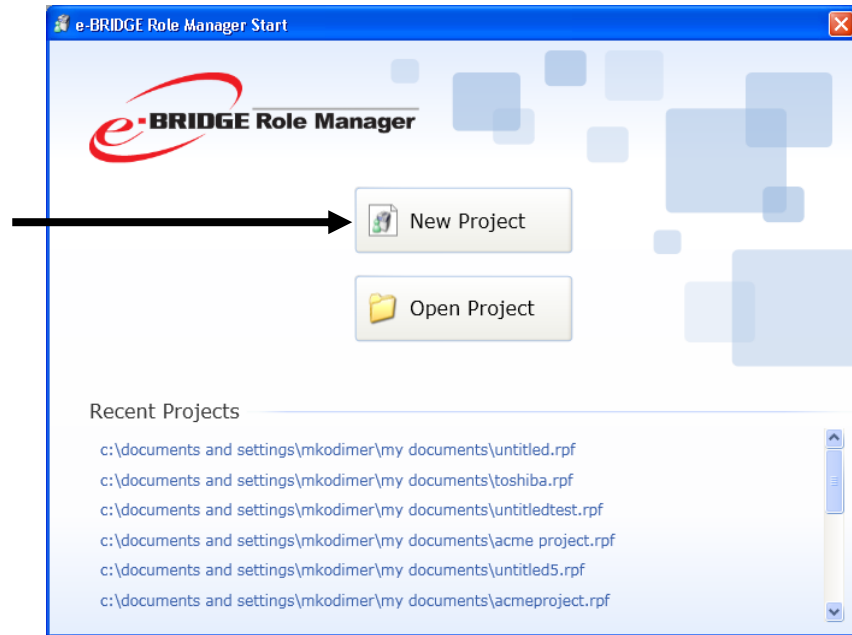 e-BRIDGE Role Manager Start
e-BRIDGE Role Manager
New Project
Open Project
Recent Projects
c:\documents and settings\mkodimer\my documents\untitled.rpf
c:\documents and settings\mkodimer\my documents\toshiba.rpf
c:\documents and settings\mkodimer\my documents\untitledtest.rpf
c:\documents and settings\mkodimer\my documents\acme project.rpf
c:\documents and settings\mkodimer\my documents\untitled5.rpf
c:\documents and settings\mkodimer\my documents\acmeproject.rpf